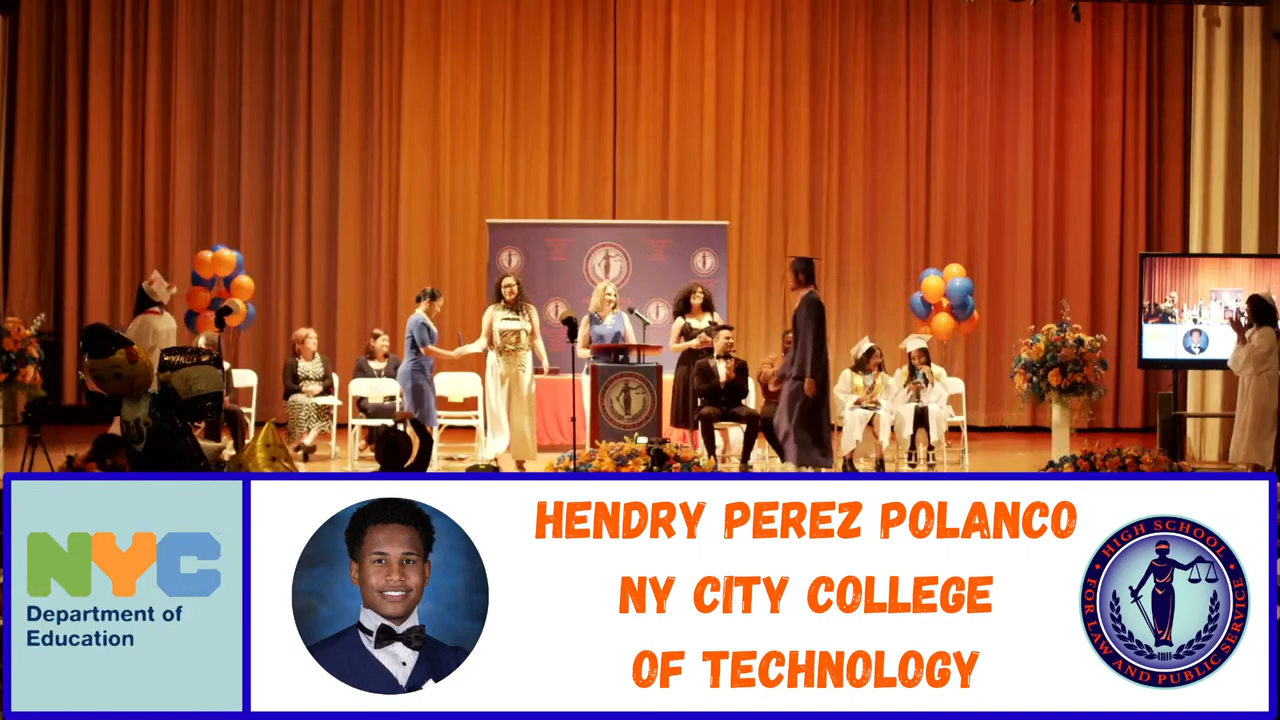 HENDRY PEREZ POLANCO
NY CITY COLLEGE
OF TECHNOLOGY
NYC
Department of
Education
HIGH SCHOOL
FOR LAW AND PUBLIC SERVICE